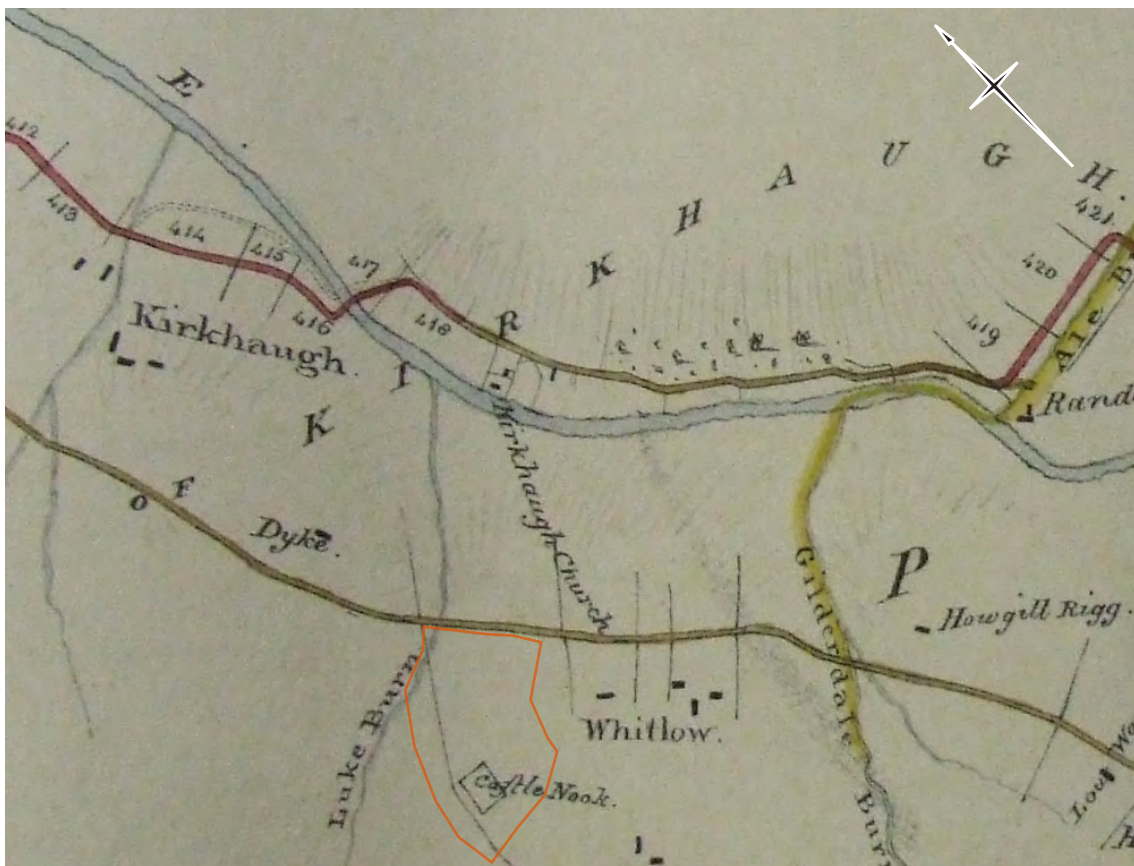 E
412
413
414
415
416
417
418
419
420
421
K I R K H A U G H.
Kirkhaugh.
Kirkhaugh Church
Ale B
Rand
K
O F
Dyke.
P
Gilderdale Burn
Howgill Rigg.
Luke Burn
Whitlow.
Castle Nook.